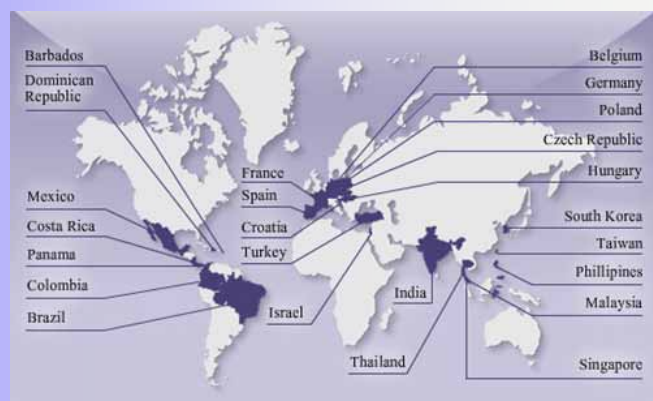 Barbados
Dominican
Republic
Mexico
Costa Rica
Panama
Colombia
Brazil
France
Spain
Croatia
Turkey
Israel
India
Thailand
Belgium
Germany
Poland
Czech Republic
Hungary
South Korea
Taiwan
Phillipines
Malaysia
Singapore